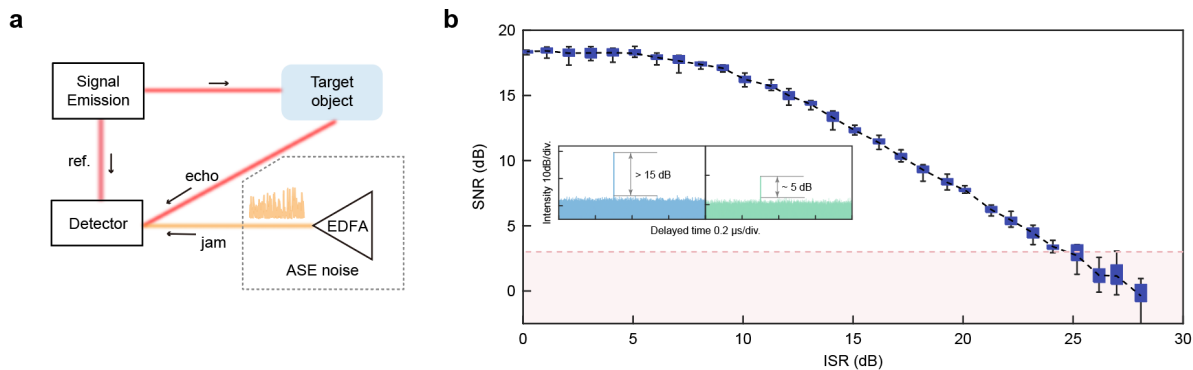 a
Signal
Emission
Target
object
ref.
echo
Detector
jam
EDFA
ASE noise
b
SNR (dB)
20
15
10
5
0
Intensity 10dB/div.
> 15 dB
~ 5 dB
Delayed time 0.2 μs/div.
0
5
10
15
20
25
30
ISR (dB)